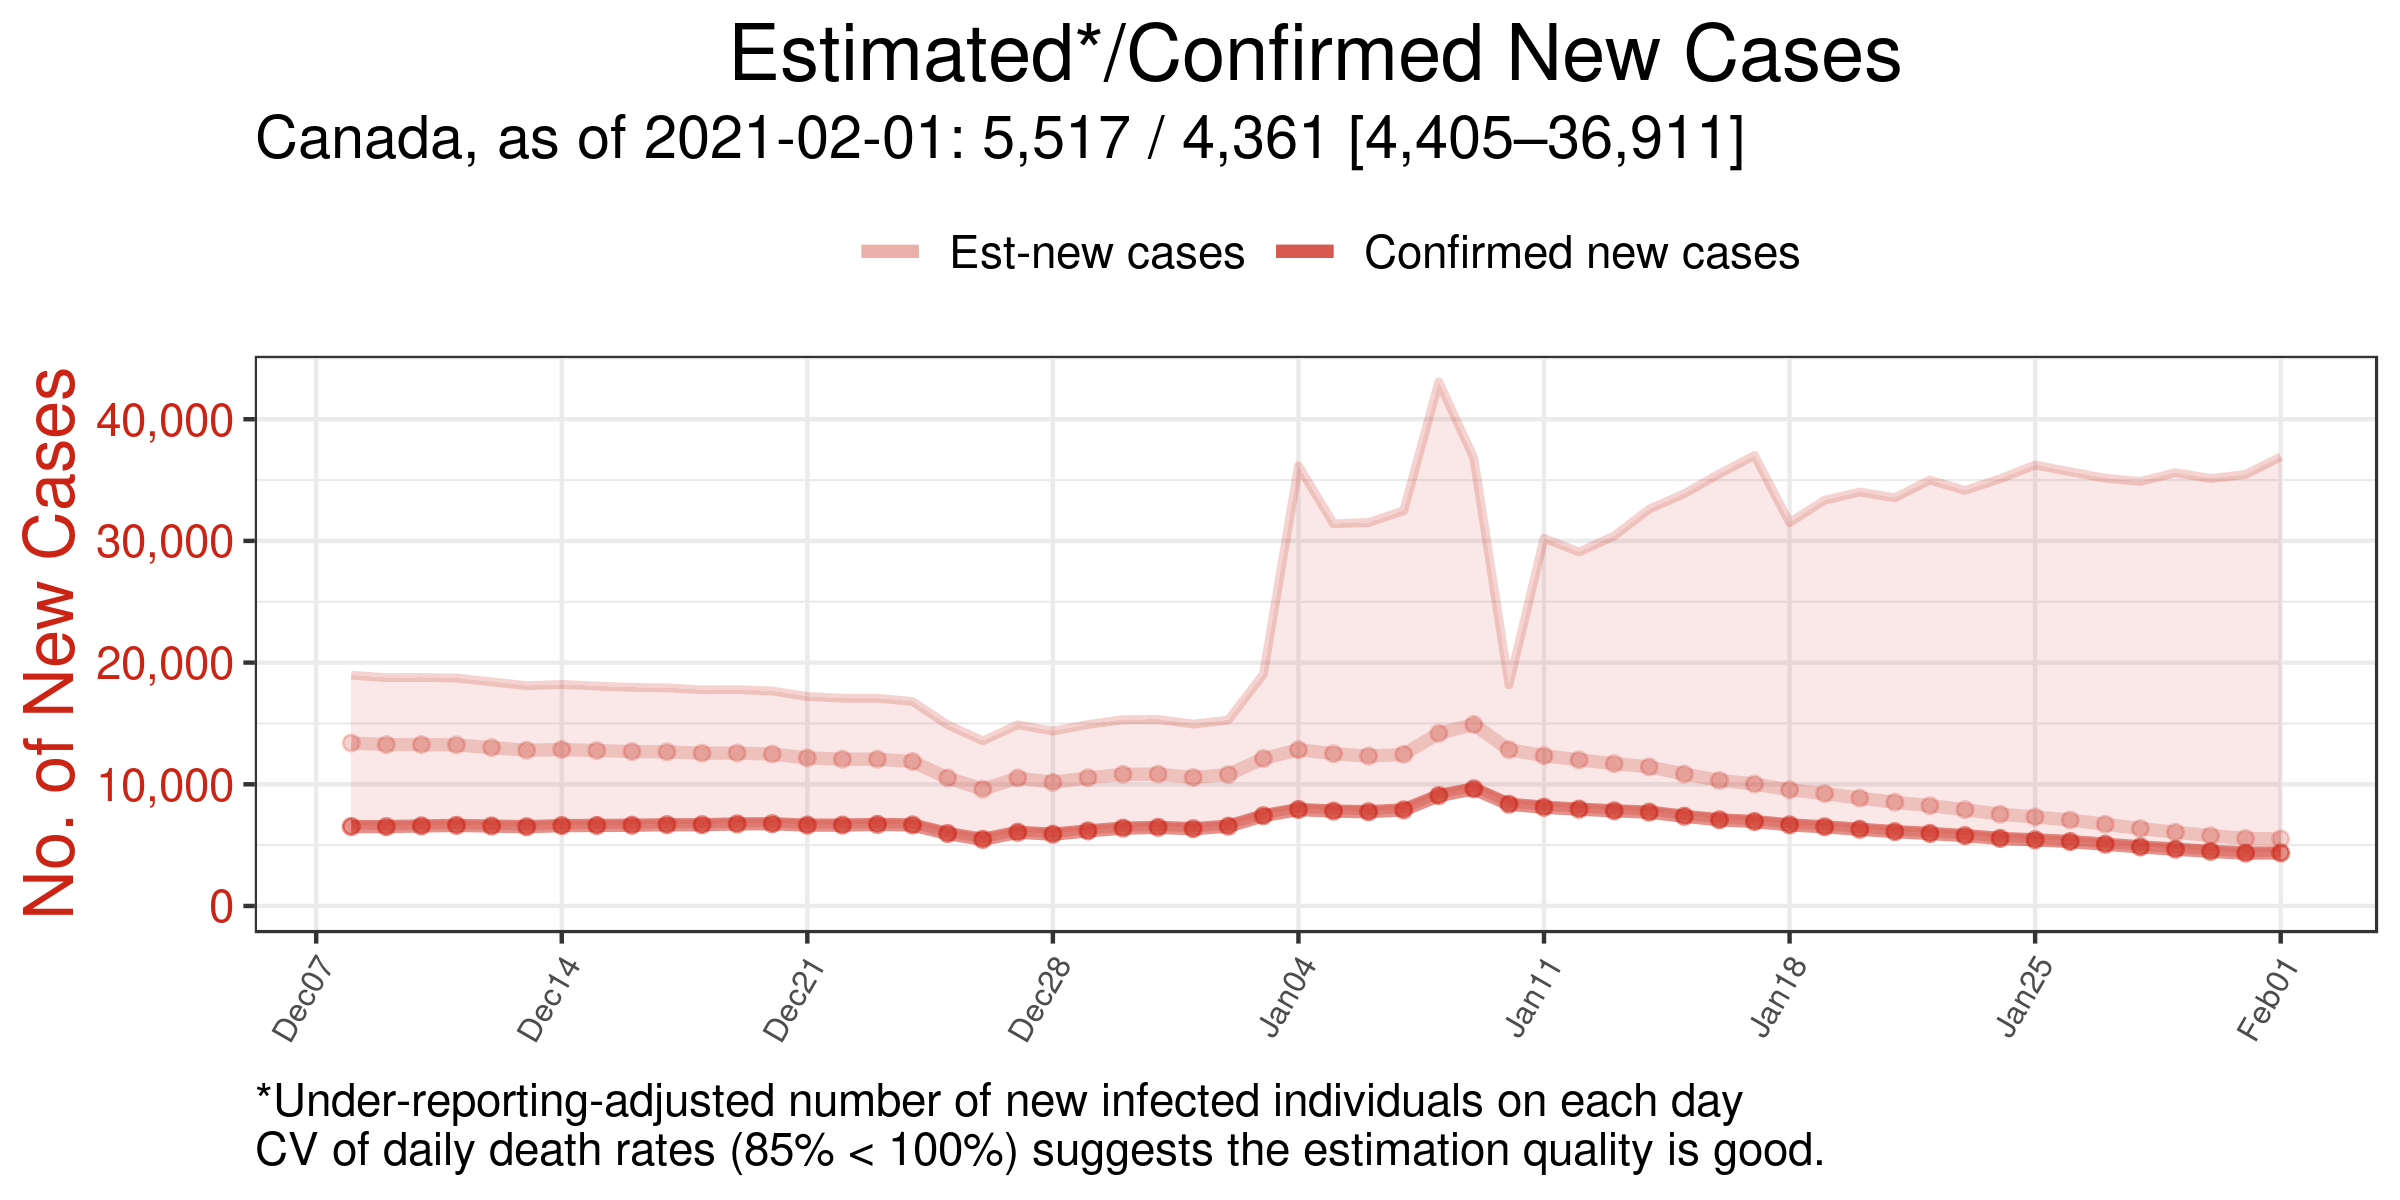 Estimated*/Confirmed New Cases
Canada, as of 2021-02-01: 5,517 / 4,361 [4,405–36,911]
Est-new cases
Confirmed new cases
No. of New Cases
40,000
30,000
20,000
10,000
0
Dec07
Dec14
Dec21
Dec28
Jan04
Jan11
Jan18
Jan25
Feb01
*Under-reporting-adjusted number of new infected individuals on each day
CV of daily death rates (85% < 100%) suggests the estimation quality is good.